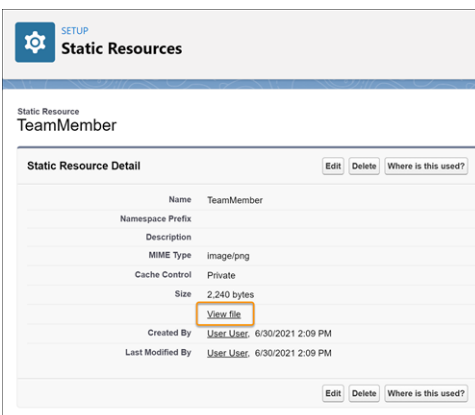 SETUP
Static Resources
Static Resource
TeamMember
Static Resource Detail Edit Delete Where is this used?
Name TeamMember
Namespace Prefix
Description
MIME Type image/png
Cache Control Private
Size 2,240 bytes
View file
Created By User User, 6/30/2021 2:09 PM
Last Modified By User User, 6/30/2021 2:09 PM
Edit Delete Where is this used?